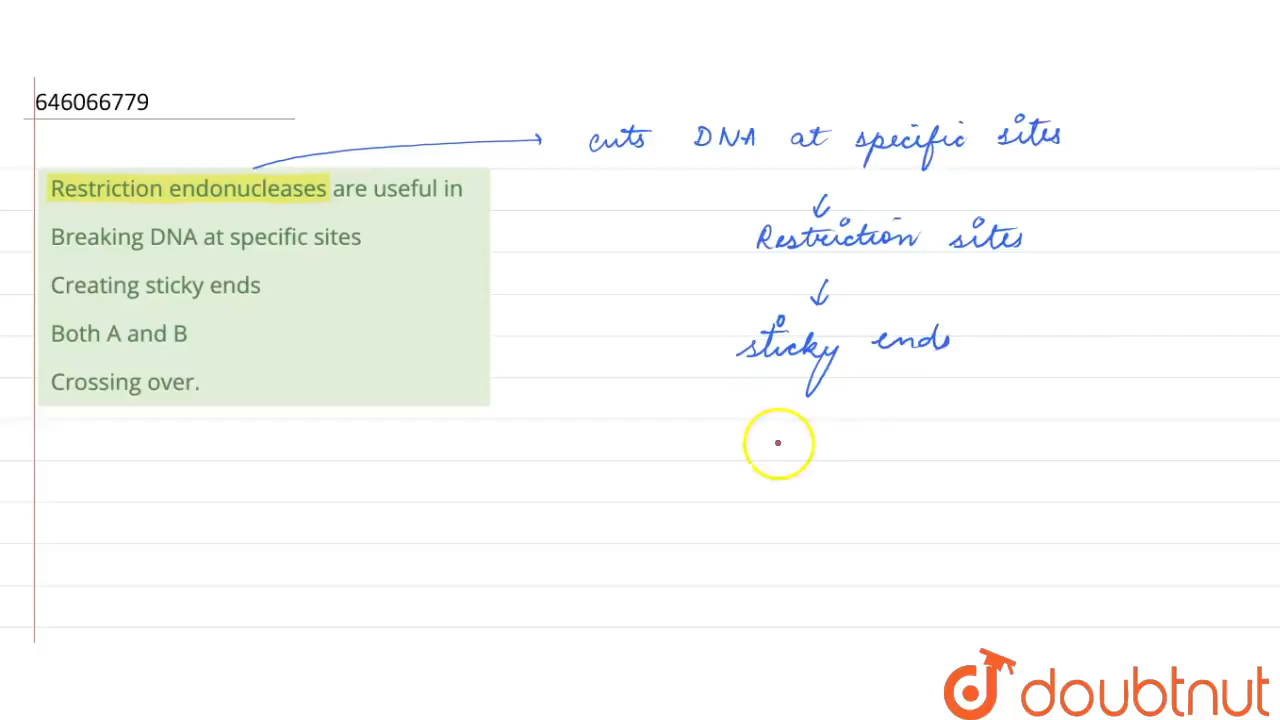 646066779
cuts DNA at specific sites
Restriction endonucleases are useful in
Breaking DNA at specific sites
Restriction sites
Creating sticky ends
Both A and B
sticky ends
Crossing over.
doubtnut